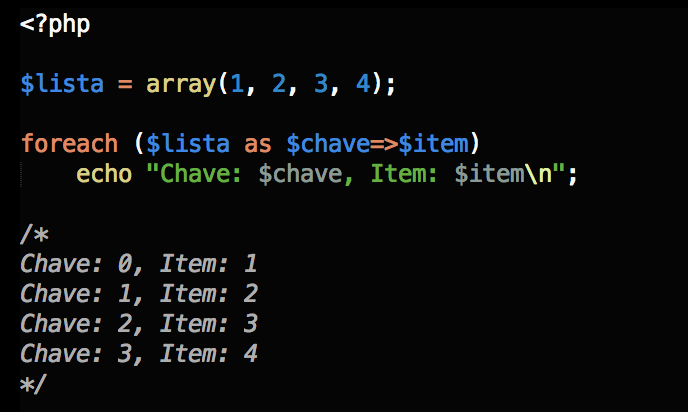 <?php
$lista = array(1, 2, 3, 4);
foreach ($lista as $chave=>$item)
echo "Chave: $chave, Item: $item\n";
/*
Chave: 0, Item: 1
Chave: 1, Item: 2
Chave: 2, Item: 3
Chave: 3, Item: 4
*/